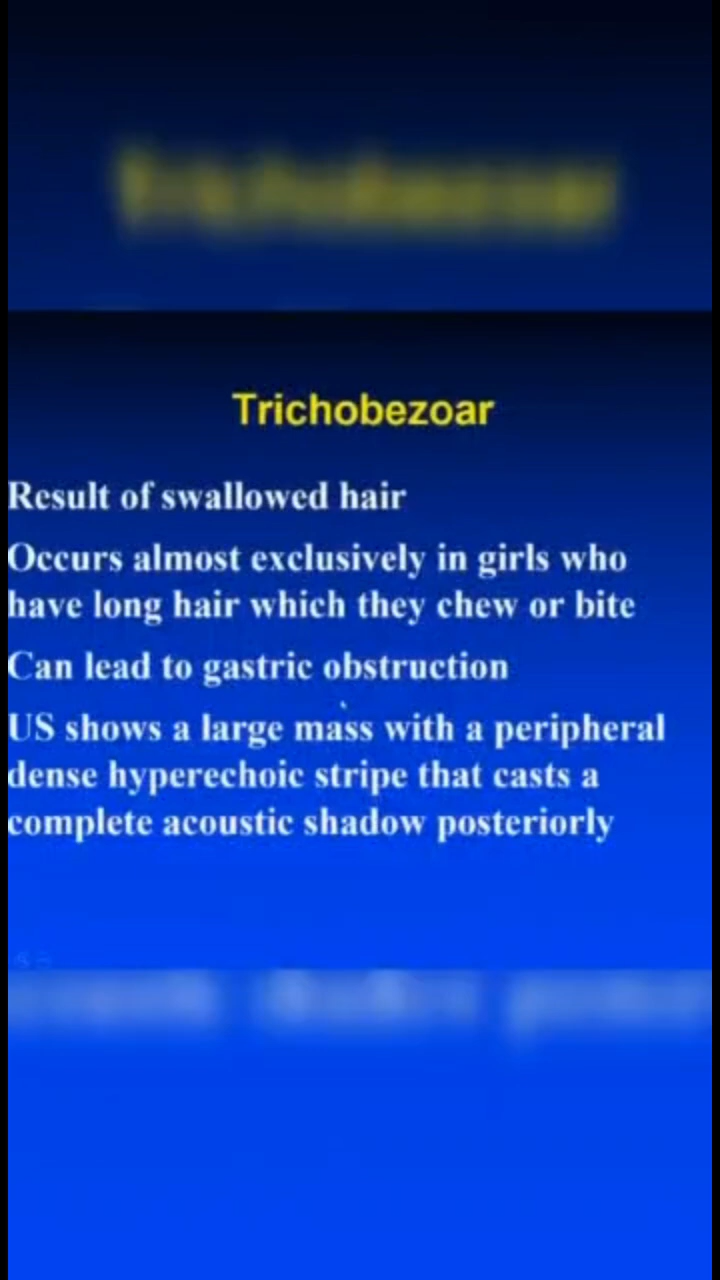 Trichobezoar
Result of swallowed hair
Occurs almost exclusively in girls who
have long hair which they chew or bite
Can lead to gastric obstruction
US shows a large mass with a peripheral
dense hyperechoic stripe that casts a
complete acoustic shadow posteriorly